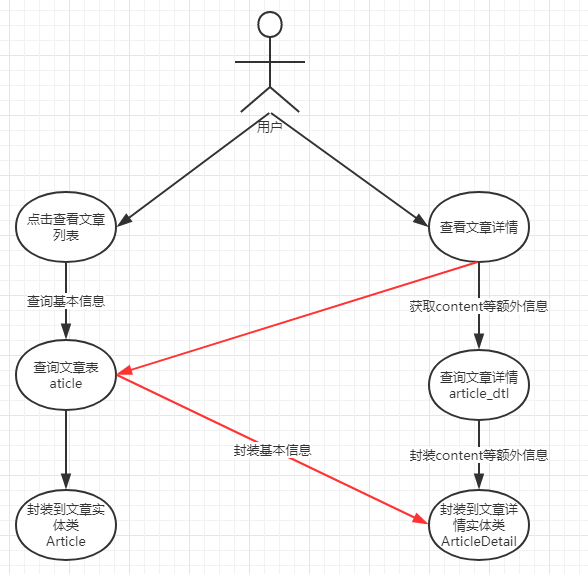 用户
点击查看文章
列表
查看文章详情
查询基本信息
获取content等额外信息
查询文章表
aticle
查询文章详情
article_dtl
封装基本信息
封装content等额外信息
封装到文章实
体类
Article
封装到文章详
情实体类
ArticleDetail